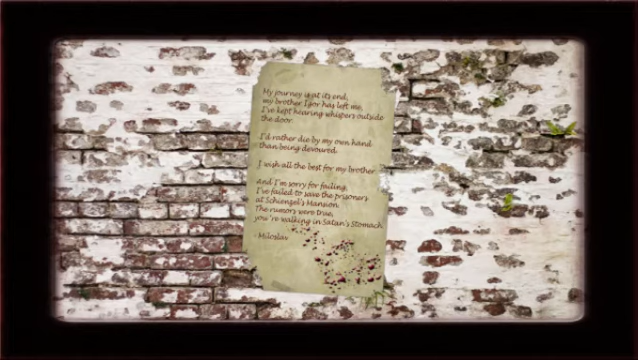 My journey is at its end,
my brother Igor has left me.
I've kept hearing whispers outside
the door.
I'd rather die by my own hand
than being devoured.
I wish all the best for my brother
And I'm sorry for failing.
I've failed to save the prisoners
at Schienzel's Mansion.
The rumors were true,
you're walking in Satan's Stomach
- Miloslav